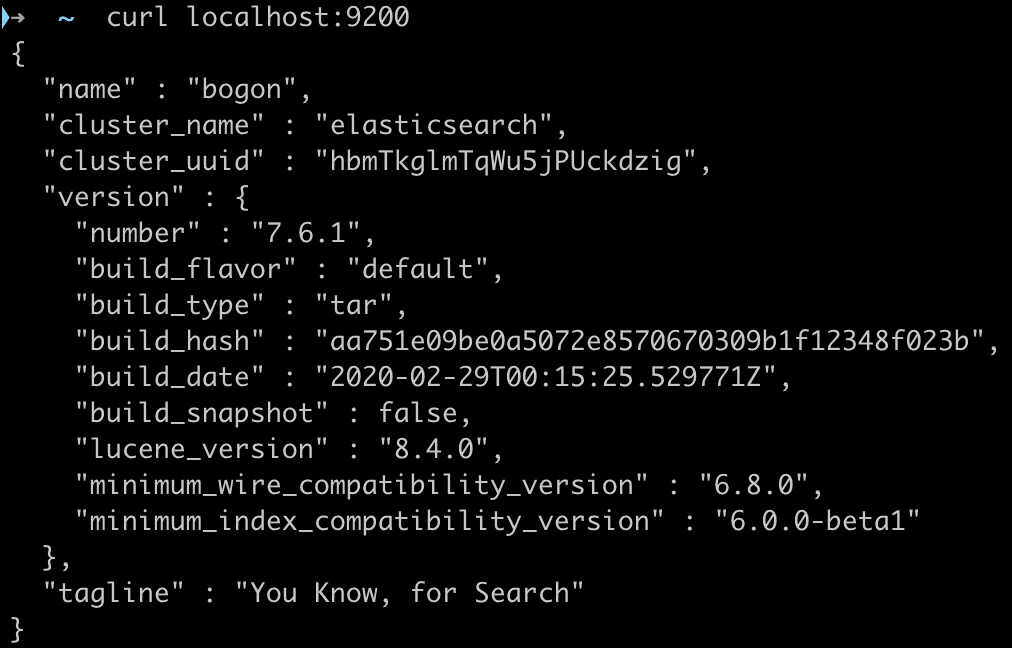 ➜ ~ curl localhost:9200
{
  "name" : "bogon",
  "cluster_name" : "elasticsearch",
  "cluster_uuid" : "hbmTkglmTqWu5jPUckdzig",
  "version" : {
    "number" : "7.6.1",
    "build_flavor" : "default",
    "build_type" : "tar",
    "build_hash" : "aa751e09be0a5072e8570670309b1f12348f023b",
    "build_date" : "2020-02-29T00:15:25.529771Z",
    "build_snapshot" : false,
    "lucene_version" : "8.4.0",
    "minimum_wire_compatibility_version" : "6.8.0",
    "minimum_index_compatibility_version" : "6.0.0-beta1"
  },
  "tagline" : "You Know, for Search"
}